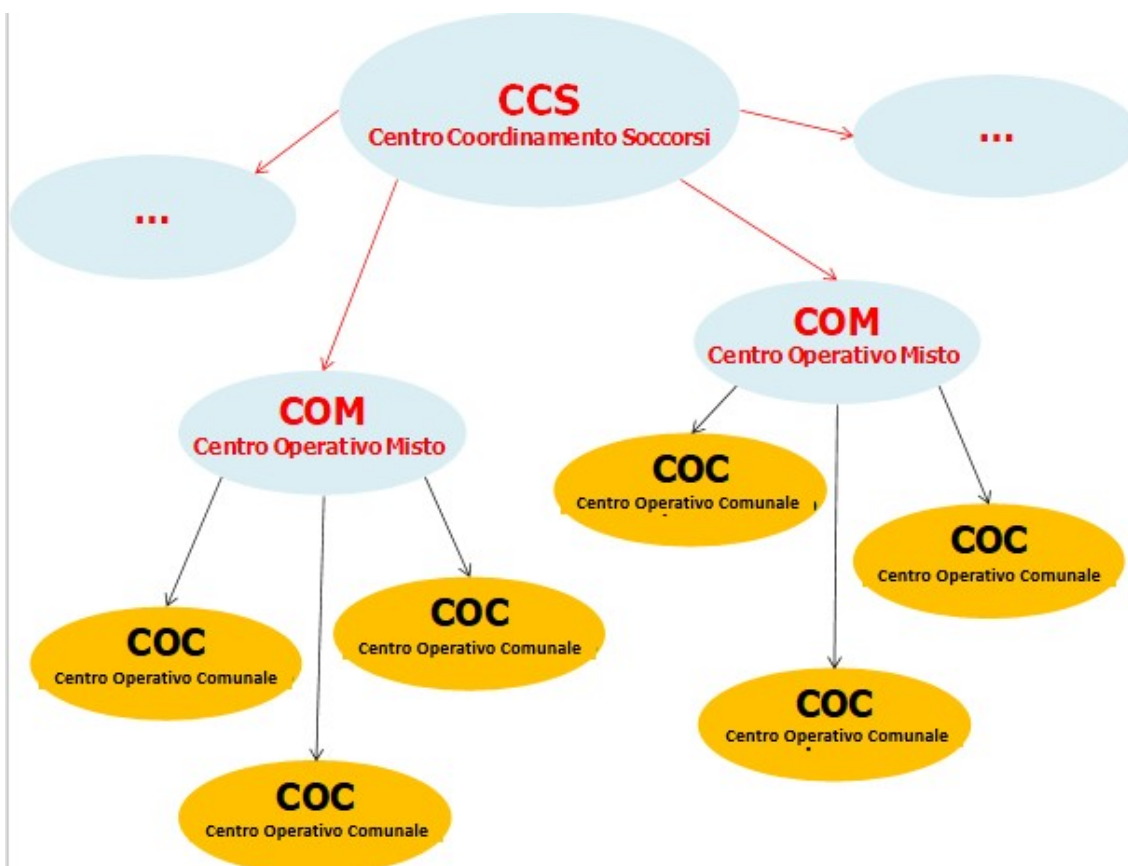 CCS
Centro Coordinamento Soccorsi
...
...
COM
Centro Operativo Misto
COM
Centro Operativo Misto
COC
Centro Operativo Comunale
COC
Centro Operativo Comunale
COC
Centro Operativo Comunale
COC
Centro Operativo Comunale
COC
Centro Operativo Comunale
COC
Centro Operativo Comunale